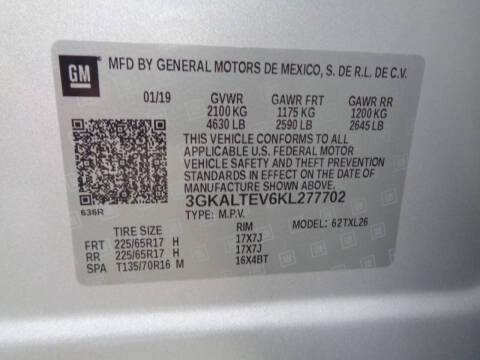 GM
MFD BY GENERAL MOTORS DE MEXICO, S. DE R.L. DE C.V.
01/19 GVWR GAWR FRT GAWR RR
2100 KG 1175 KG 1200 KG
4630 LB 2590 LB 2645 LB
THIS VEHICLE CONFORMS TO ALL
APPLICABLE U.S. FEDERAL MOTOR
VEHICLE SAFETY AND THEFT PREVENTION
STANDARDS IN EFFECT ON THE DATE OF
MANUFACTURE SHOWN ABOVE.
3GKALTEV6KL277702
636R
TYPE: M.P.V. MODEL: 62TXL26
TIRE SIZE RIM
FRT 225/65R17 H 17X7J
RR 225/65R17 H 17X7J
SPA T135/70R16 M 16X4BT